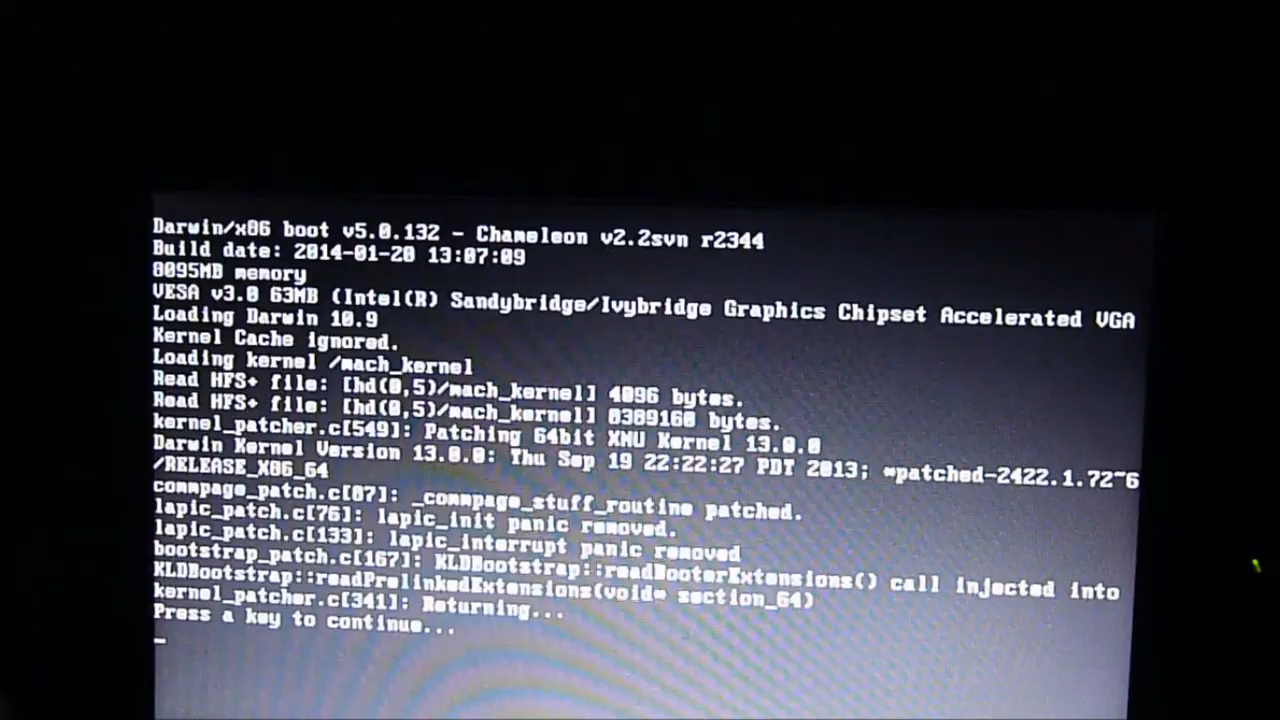 Darwin/x86 boot v5.0.132 - Chameleon v2.2svn r2344
Build date: 2014-01-20 13:07:09
8095MB memory
VESA v3.0 63MB (Intel(R) Sandybridge/Ivybridge Graphics Chipset Accelerated VGA
Loading Darwin 10.9
Kernel Cache ignored.
Loading kernel /mach_kernel
Read HFS+ file: [hd(0,5)/mach_kernel] 4096 bytes.
Read HFS+ file: [hd(0,5)/mach_kernel] 8389160 bytes.
kernel_patcher.c[549]: Patching 64bit XNU Kernel 13.0.0
Darwin Kernel Version 13.0.0: Thu Sep 19 22:22:27 PDT 2013; *patched-2422.1.72~6
/RELEASE_X86_64
commpage_patch.c[87]: _commpage_stuff_routine patched.
lapic_patch.c[76]: lapic_init panic removed.
lapic_patch.c[133]: lapic_interrupt panic removed
bootstrap_patch.c[167]: KLDBootstrap::readBooterExtensions() call injected into
KLDBootstrap::readPrelinkedExtensions(void* section_64)
kernel_patcher.c[341]: Returning...
Press a key to continue...
_